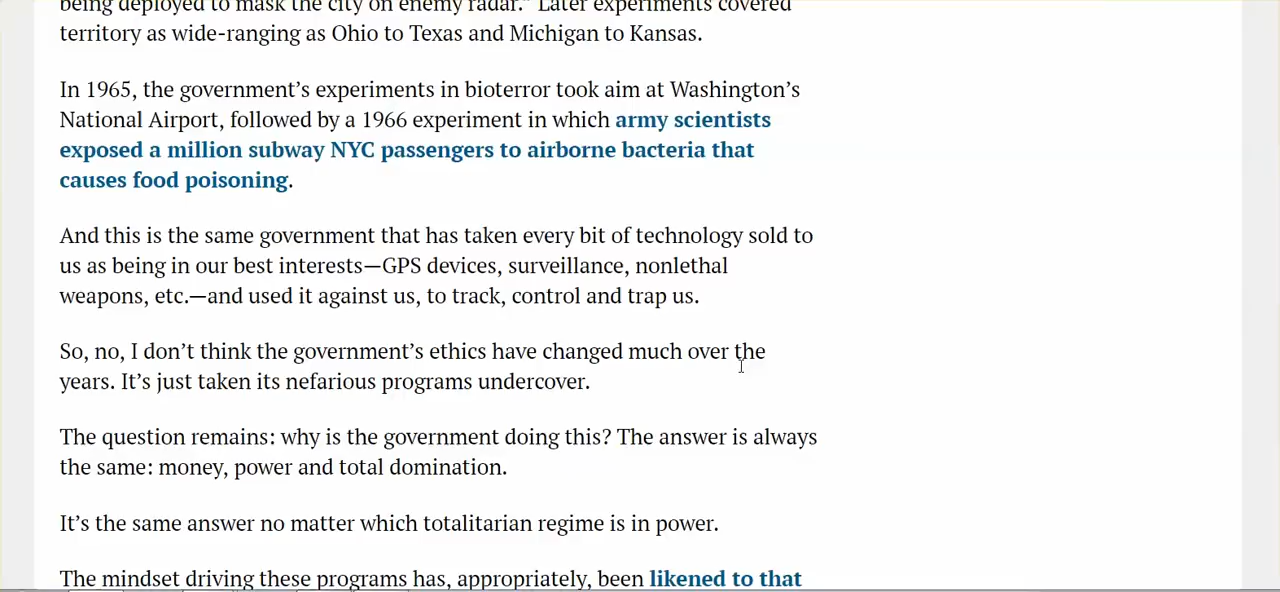 being deployed to mask the city on enemy radar.” Later experiments covered
territory as wide-ranging as Ohio to Texas and Michigan to Kansas.
In 1965, the government’s experiments in bioterror took aim at Washington’s
National Airport, followed by a 1966 experiment in which army scientists
exposed a million subway NYC passengers to airborne bacteria that
causes food poisoning.
And this is the same government that has taken every bit of technology sold to
us as being in our best interests—GPS devices, surveillance, nonlethal
weapons, etc.—and used it against us, to track, control and trap us.
So, no, I don’t think the government’s ethics have changed much over the
years. It’s just taken its nefarious programs undercover.
The question remains: why is the government doing this? The answer is always
the same: money, power and total domination.
It’s the same answer no matter which totalitarian regime is in power.
The mindset driving these programs has, appropriately, been likened to that